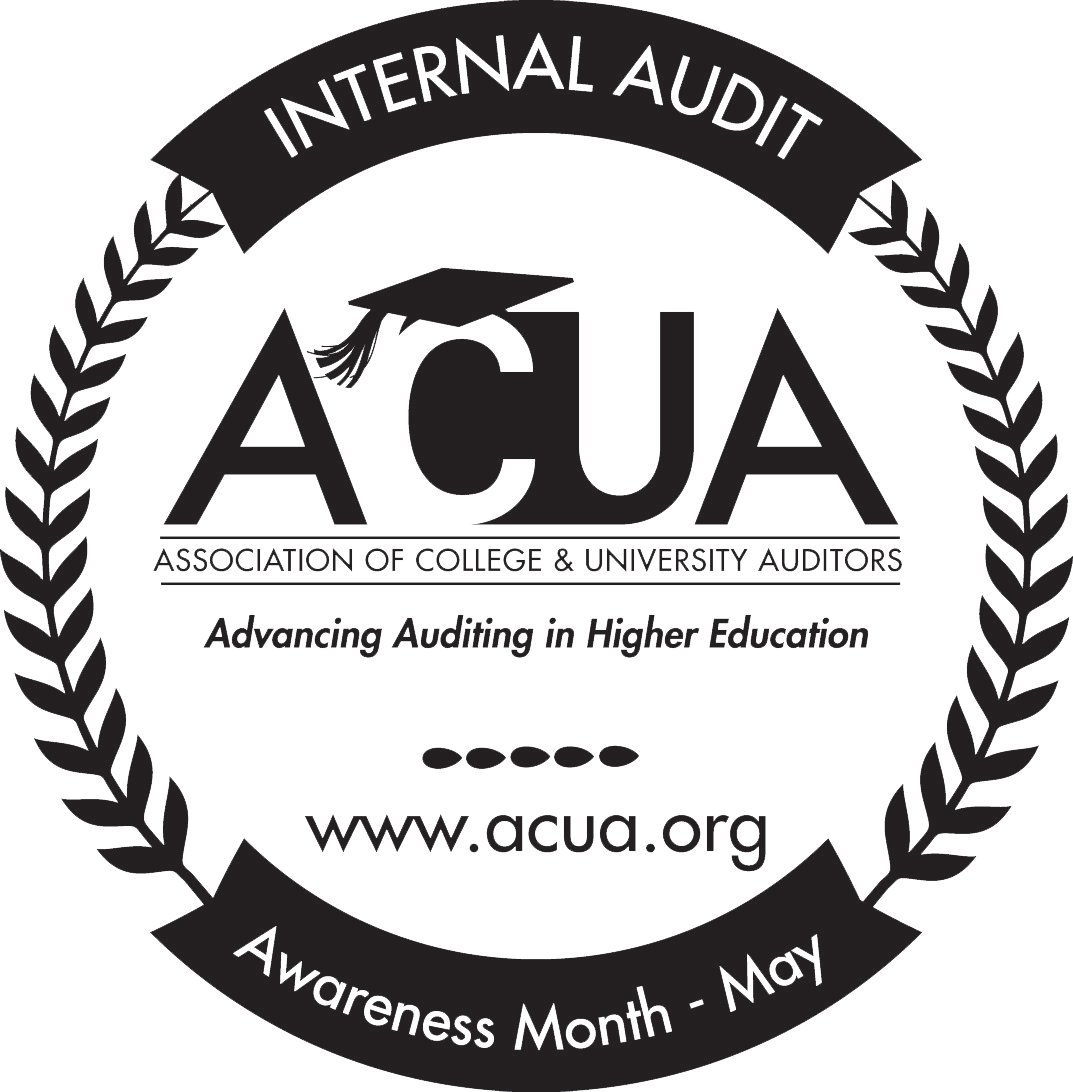 INTERNAL AUDIT
ACUA
ASSOCIATION OF COLLEGE & UNIVERSITY AUDITORS
Advancing Auditing in Higher Education
www.acua.org
Awareness Month - May